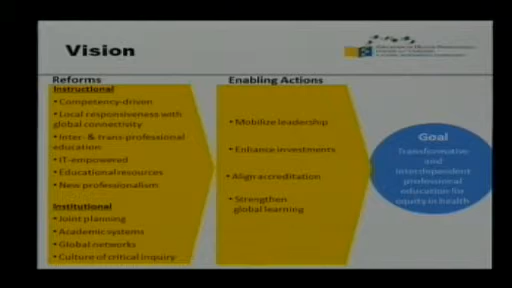 Vision
Reforms
Instructional
• Competency-driven
• Local responsiveness with
global connectivity
• Inter- & trans-professional
education
• IT-empowered
• Educational resources
• New professionalism
Institutional
• Joint planning
• Academic systems
• Global networks
• Culture of critical inquiry
Enabling Actions
• Mobilize leadership
• Enhance investments
• Align accreditation
• Strengthen
global learning
Goal
Transformative
and
interdependent
professional
education for
equity in health